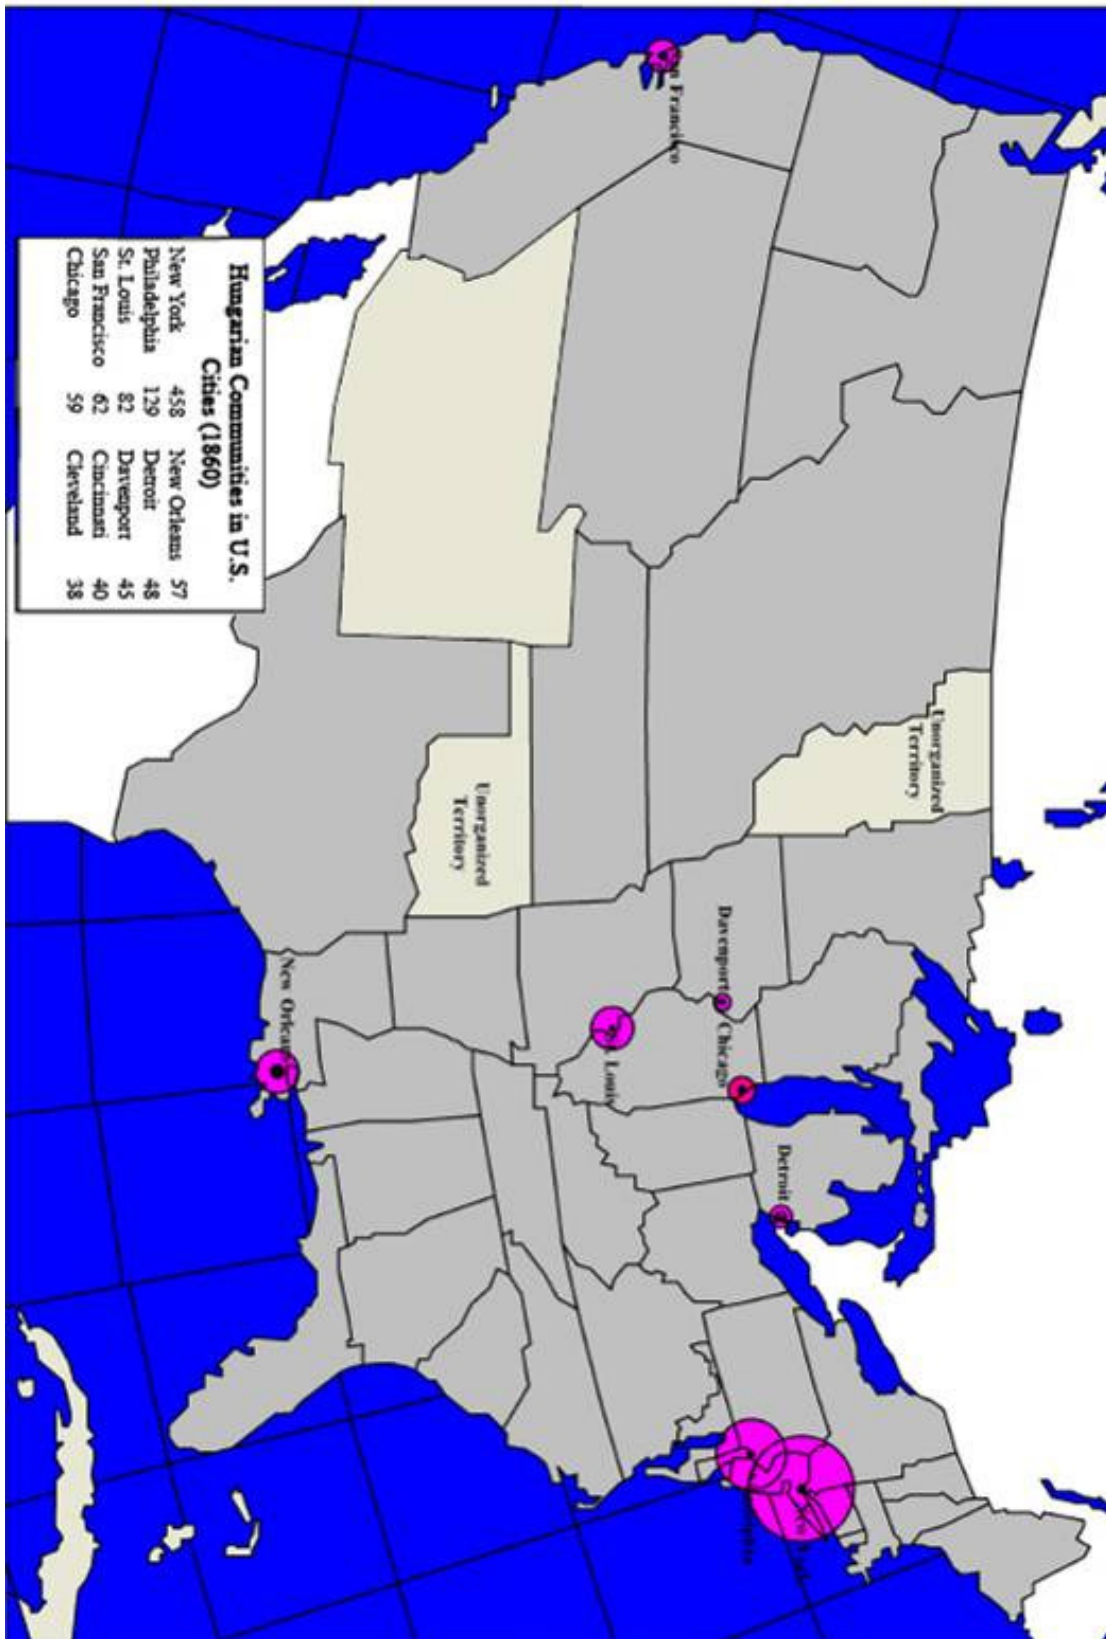 Hungarian Communities in U.S.
Cities (1860)
New York 458 New Orleans 57
Philadelphia 129 Detroit 48
St. Louis 82 Davenport 45
San Francisco 62 Cincinnati 40
Chicago 59 Cleveland 38
Francisco
Unorganized
Territory
Unorganized
Territory
Davenport
Chicago
Detroit
Louis
New Orleans